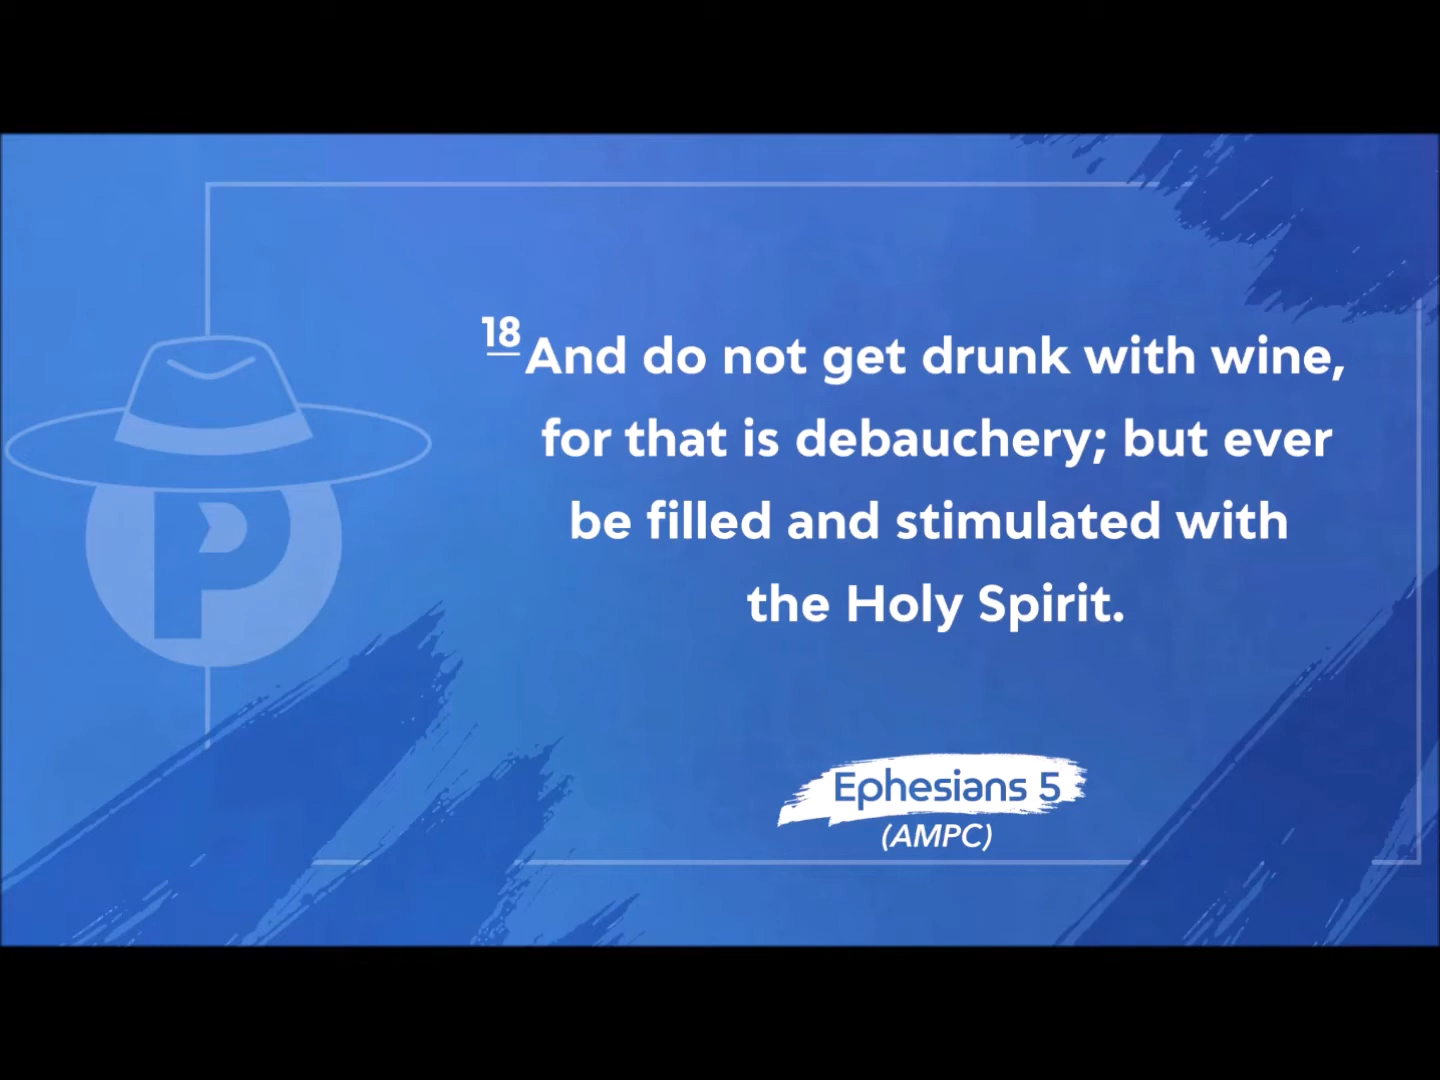 18 And do not get drunk with wine,
for that is debauchery; but ever
be filled and stimulated with
the Holy Spirit.
Ephesians 5
(AMPC)
P